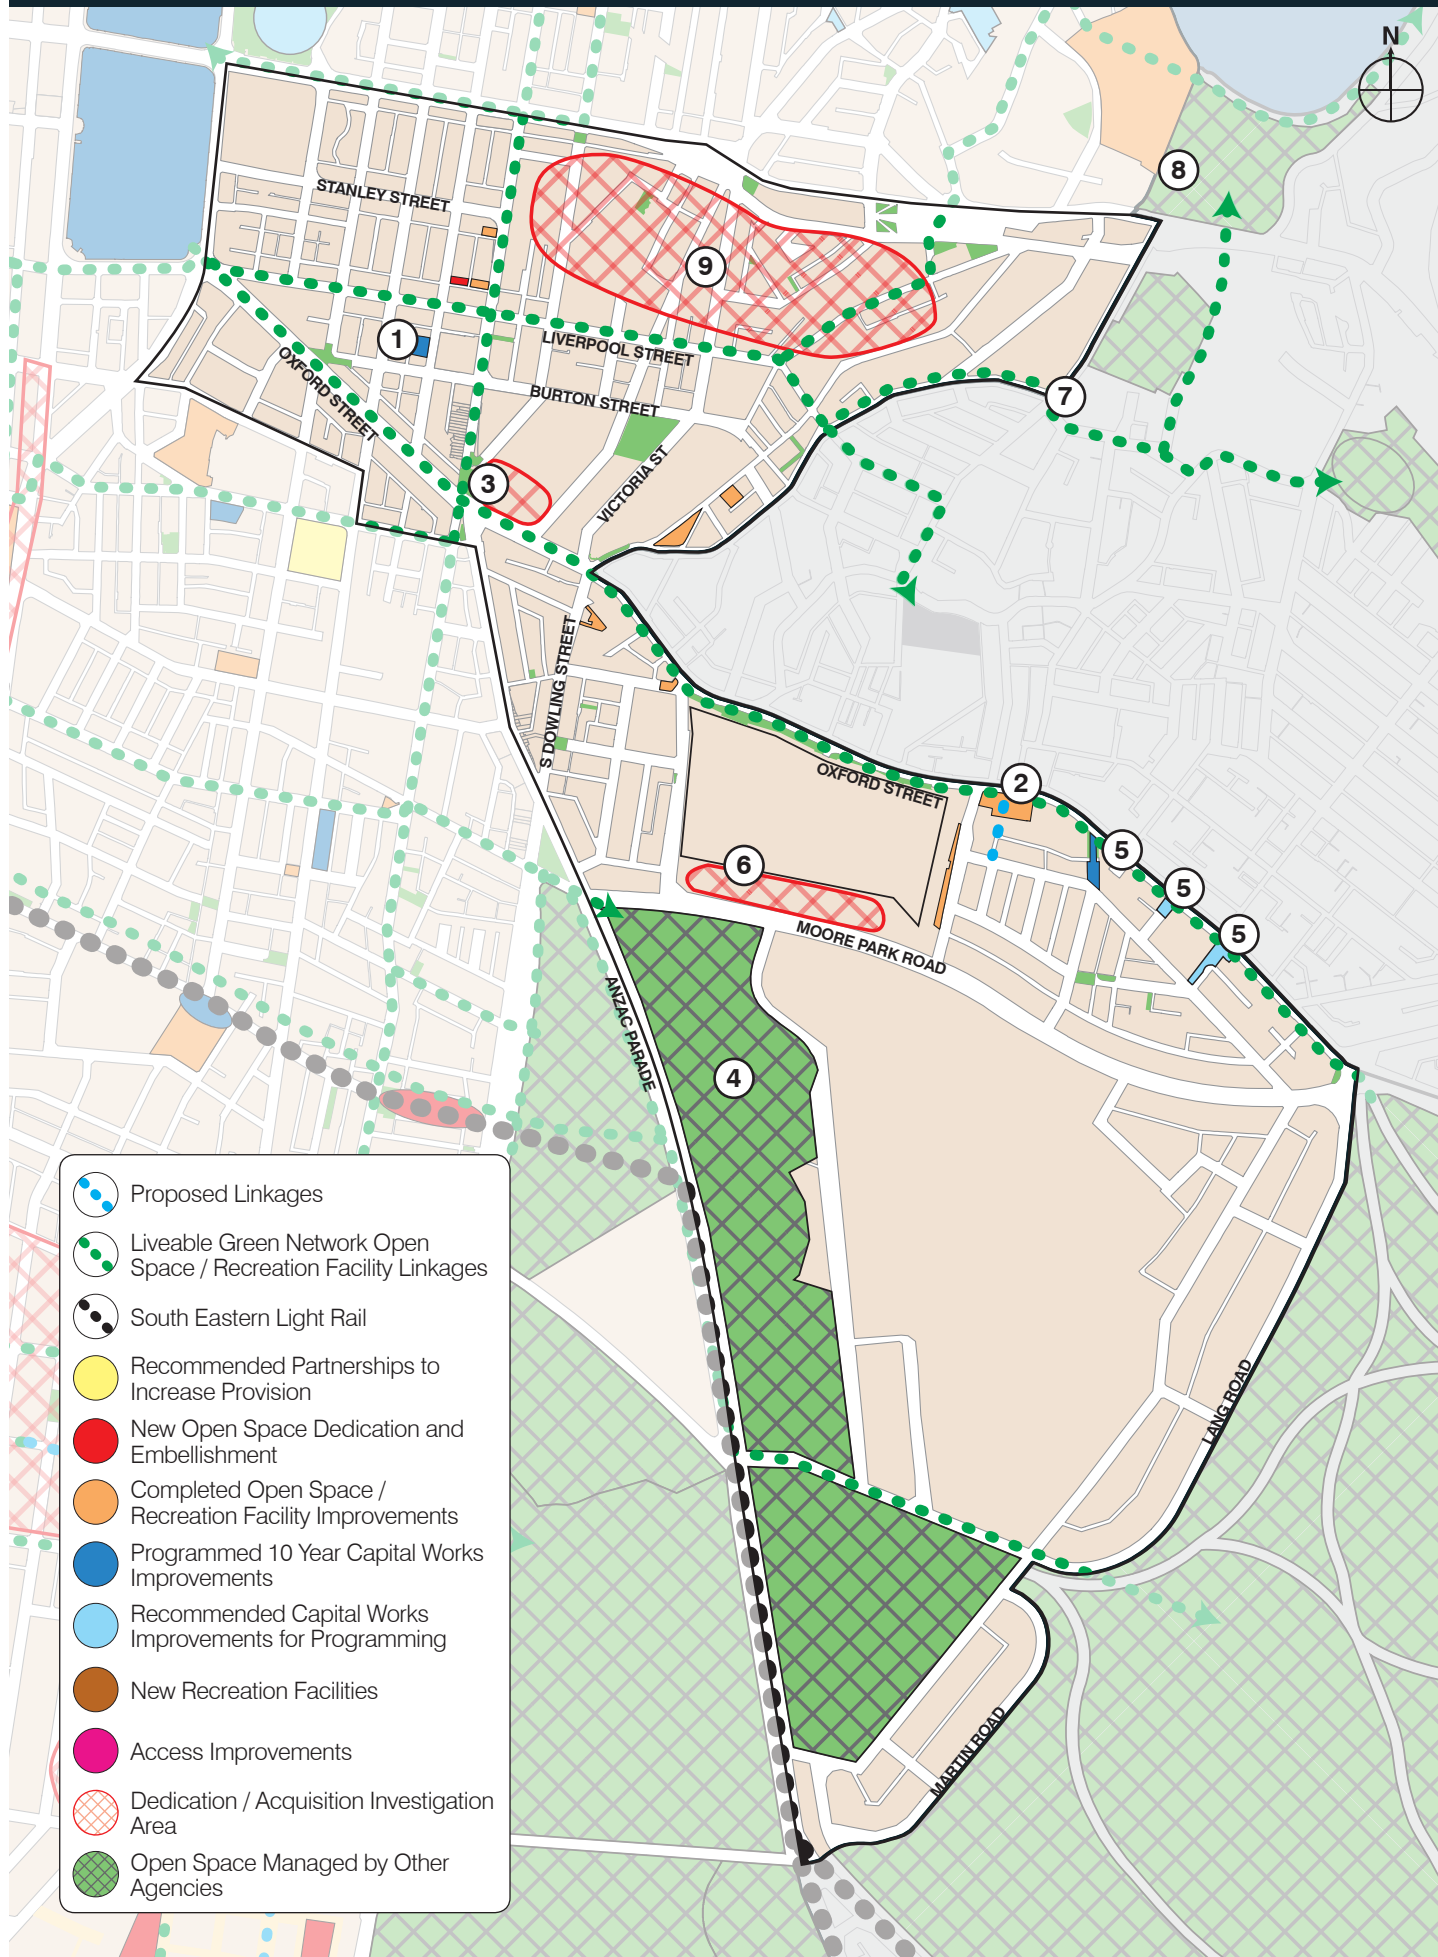 N
8
STANLEY STREET
9
1
LIVERPOOL STREET
OXFORD STREET
BURTON STREET
7
VICTORIA ST
3
S DOWLING STREET
OXFORD STREET
2
5
6
5
MOORE PARK ROAD
5
ANZAC PARADE
4
LANG ROAD
MARTIN ROAD
Proposed Linkages
Liveable Green Network Open
Space / Recreation Facility Linkages
South Eastern Light Rail
Recommended Partnerships to
Increase Provision
New Open Space Dedication and
Embellishment
Completed Open Space /
Recreation Facility Improvements
Programmed 10 Year Capital Works
Improvements
Recommended Capital Works
Improvements for Programming
New Recreation Facilities
Access Improvements
Dedication / Acquisition Investigation
Area
Open Space Managed by Other
Agencies